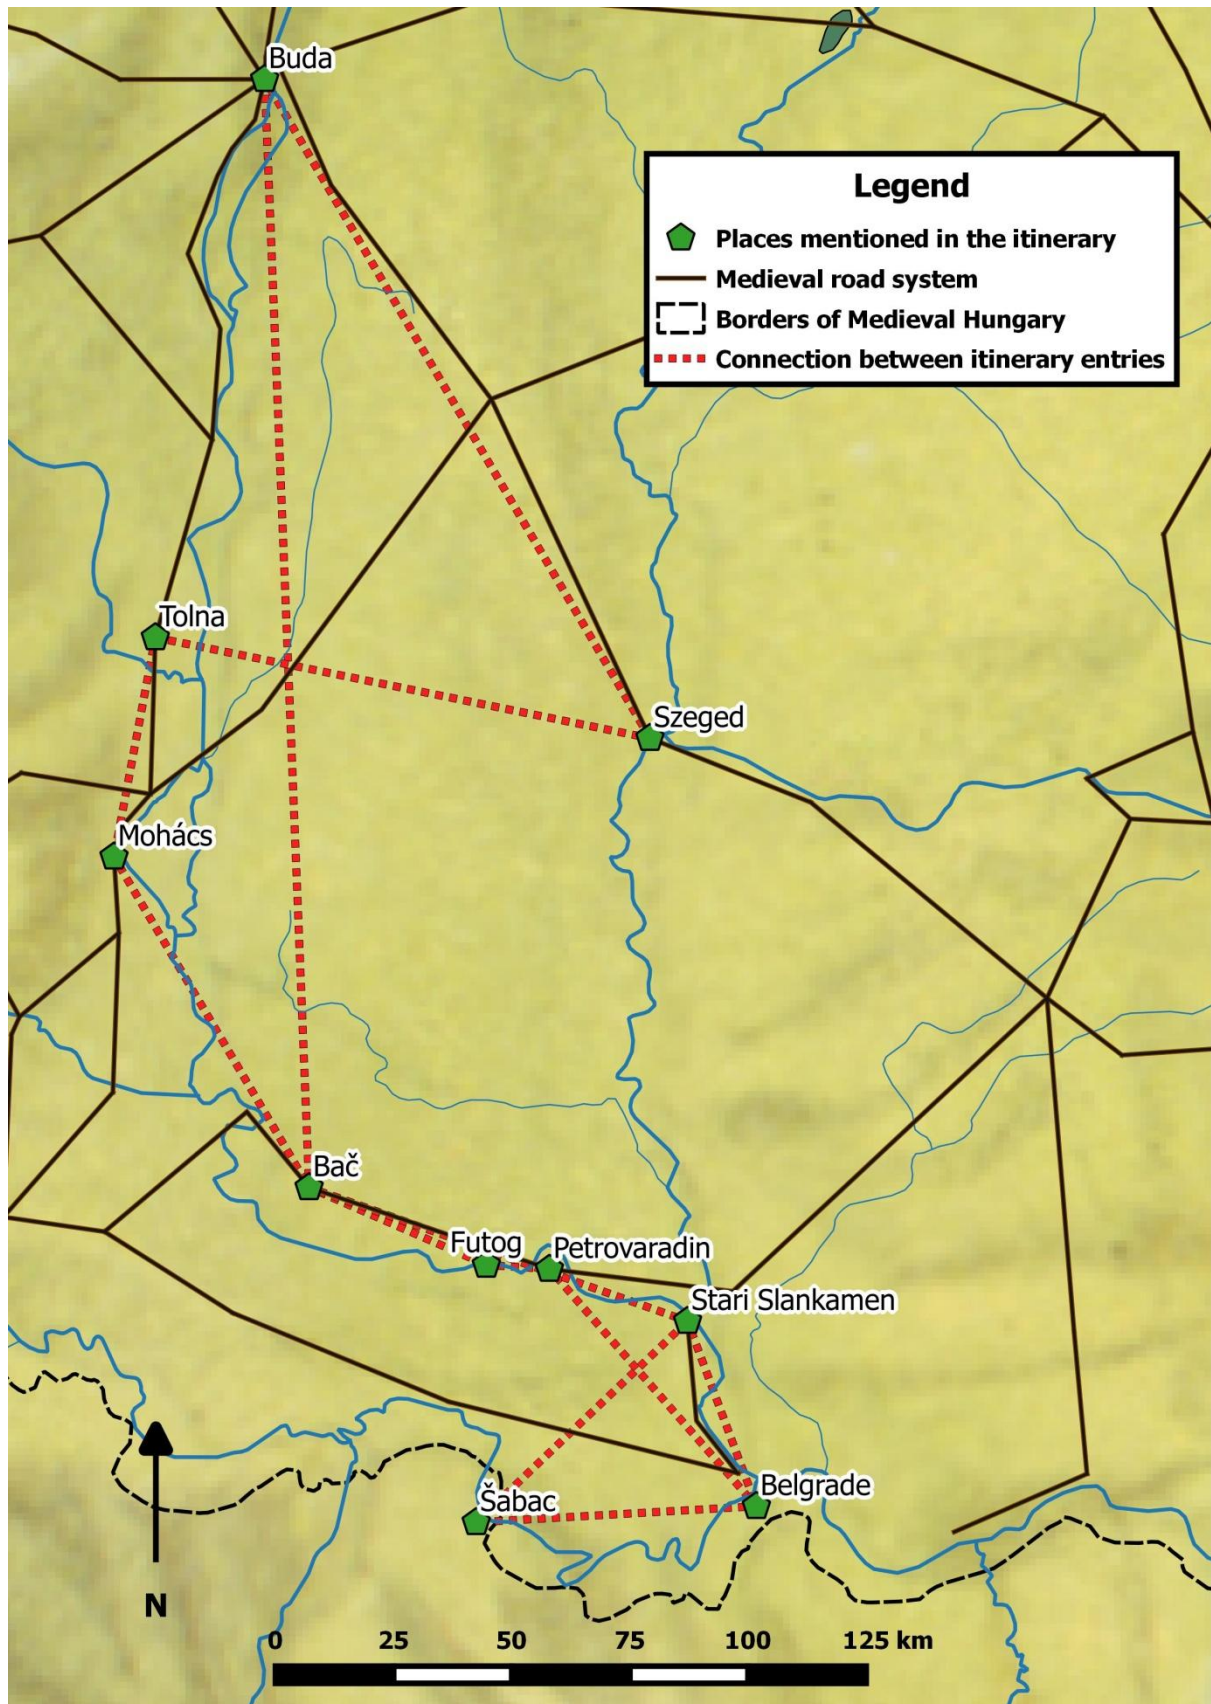 Buda
Legend
Places mentioned in the itinerary
Medieval road system
Borders of Medieval Hungary
Connection between itinerary entries
Tolna
Szeged
Mohács
Bač
Futog
Petrovaradin
Stari Slankamen
Šabac
Belgrade
N
0 25 50 75 100 125 km